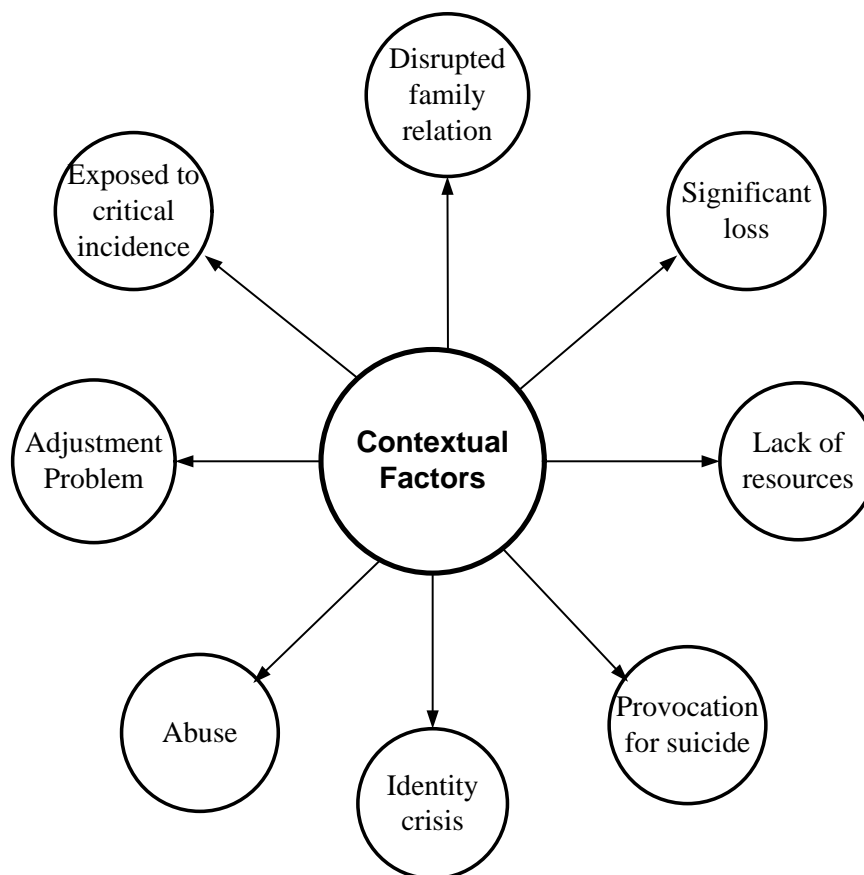 Disrupted
family
relation
Exposed to
critical
incidence
Significant
loss
Adjustment
Problem
Contextual
Factors
Lack of
resources
Abuse
Provocation
for suicide
Identity
crisis